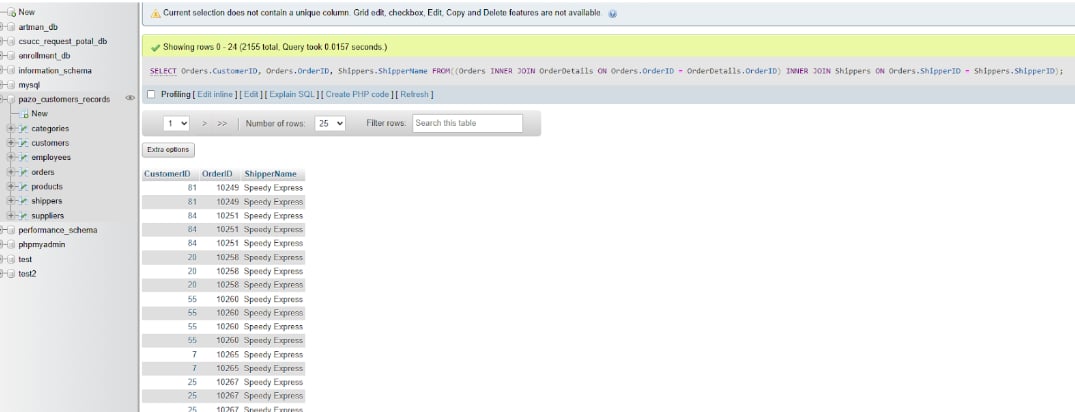 New
artman_db
csucc_request_potal_db
enrollment_db
information_schema
mysql
pazo_customers_records
New
categories
customers
employees
orders
products
shippers
suppliers
performance_schema
phpmyadmin
test
test2
Current selection does not contain a unique column. Grid edit, checkbox, Edit, Copy and Delete features are not available.
Showing rows 0 - 24 (2155 total, Query took 0.0157 seconds.)
SELECT Orders.CustomerID, Orders.OrderID, Shippers.ShipperName FROM((Orders INNER JOIN OrderDetails ON Orders.OrderID = OrderDetails.OrderID) INNER JOIN Shippers ON Orders.ShipperID = Shippers.ShipperID);
Profiling [ Edit inline ] [ Edit ] [ Explain SQL ] [ Create PHP code ] [ Refresh ]
1 > >> Number of rows: 25 Filter rows: Search this table
Extra options
CustomerID OrderID ShipperName
81 10249 Speedy Express
81 10249 Speedy Express
84 10251 Speedy Express
84 10251 Speedy Express
84 10251 Speedy Express
20 10258 Speedy Express
20 10258 Speedy Express
20 10258 Speedy Express
55 10260 Speedy Express
55 10260 Speedy Express
55 10260 Speedy Express
55 10260 Speedy Express
7 10265 Speedy Express
7 10265 Speedy Express
25 10267 Speedy Express
25 10267 Speedy Express
25 10267 Speedy Express